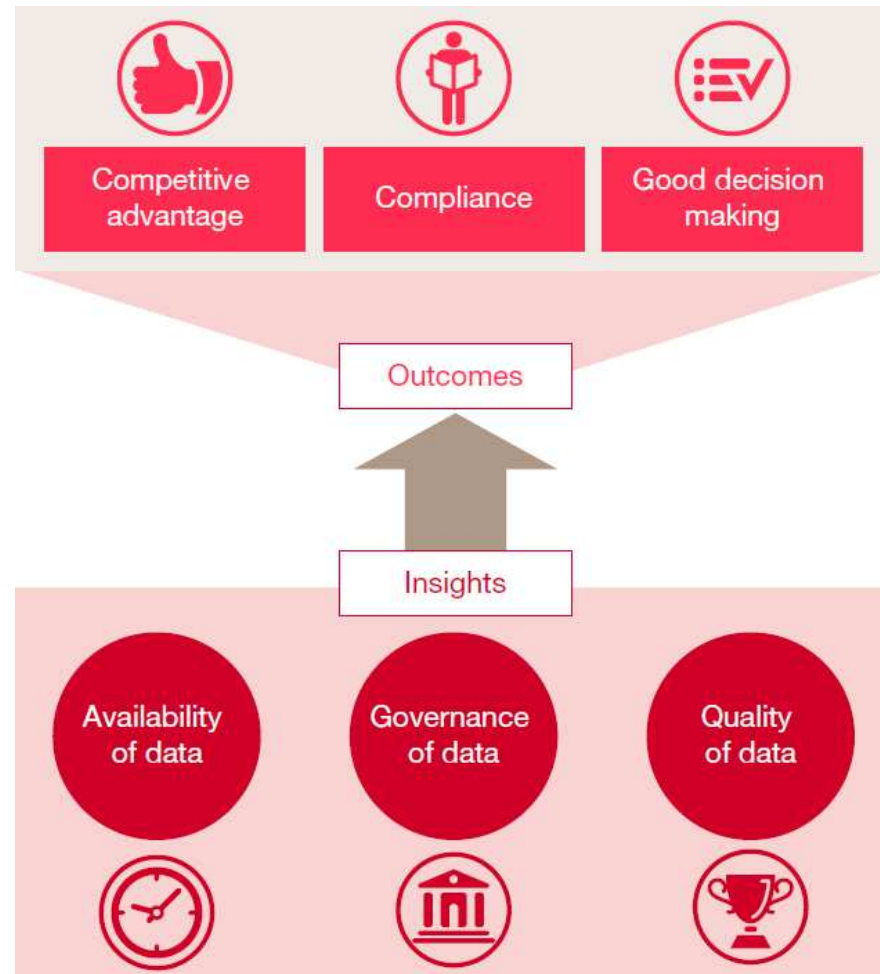 Competitive
advantage
Compliance
Good decision
making
Outcomes
Insights
Availability
of data
Governance
of data
Quality
of data